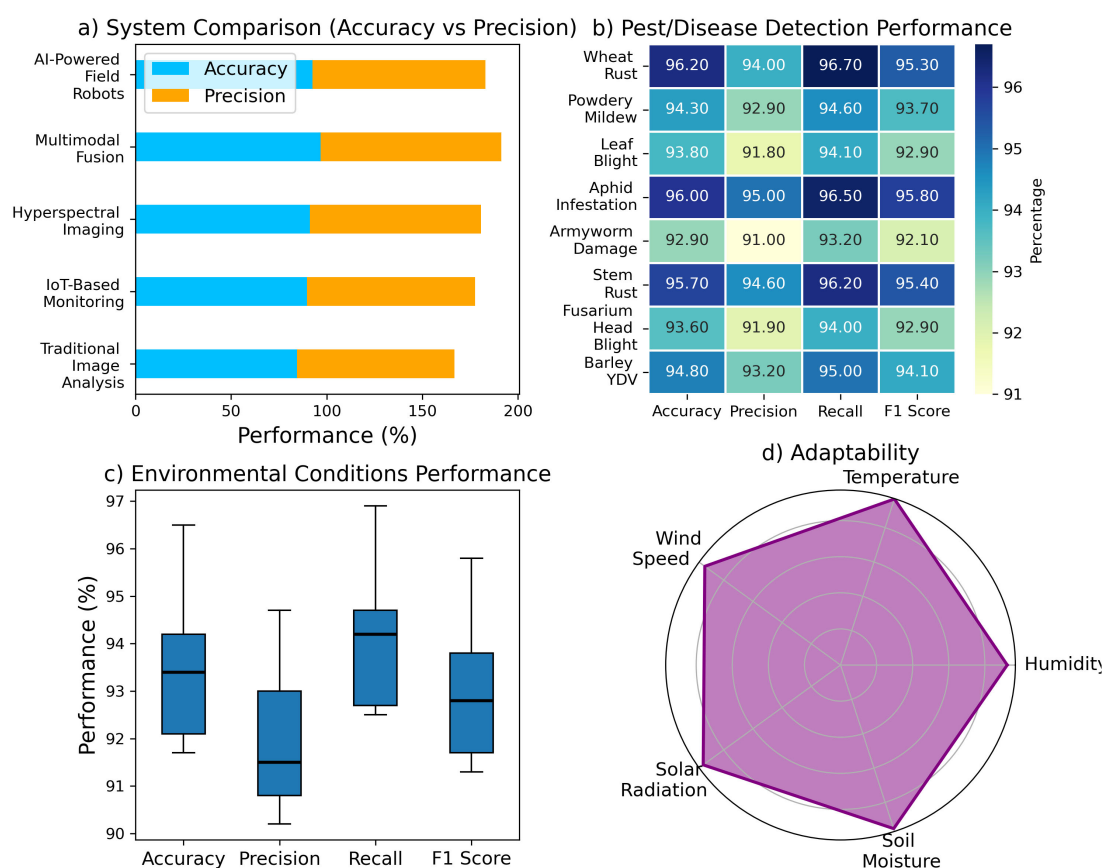 a) System Comparison (Accuracy vs Precision)
AI-Powered
Field
Robots
Multimodal
Fusion
Hyperspectral
Imaging
IoT-Based
Monitoring
Traditional
Image
Analysis
Accuracy
Precision
0 50 100 150 200
Performance (%)
b) Pest/Disease Detection Performance
Wheat
Rust
96.20 94.00 96.70 95.30
Powdery
Mildew
94.30 92.90 94.60 93.70
Leaf
Blight
93.80 91.80 94.10 92.90
Aphid
Infestation
96.00 95.00 96.50 95.80
Armyworm
Damage
92.90 91.00 93.20 92.10
Stem
Rust
95.70 94.60 96.20 95.40
Fusarium
Head
Blight
93.60 91.90 94.00 92.90
Barley
YDV
94.80 93.20 95.00 94.10
Accuracy Precision Recall F1 Score
96
95
94
93
92
91
Percentage
c) Environmental Conditions Performance
97
96
95
94
93
92
91
90
Performance (%)
Accuracy Precision Recall F1 Score
d) Adaptability
Temperature
Wind
Speed
Humidity
Solar
Radiation
Soil
Moisture